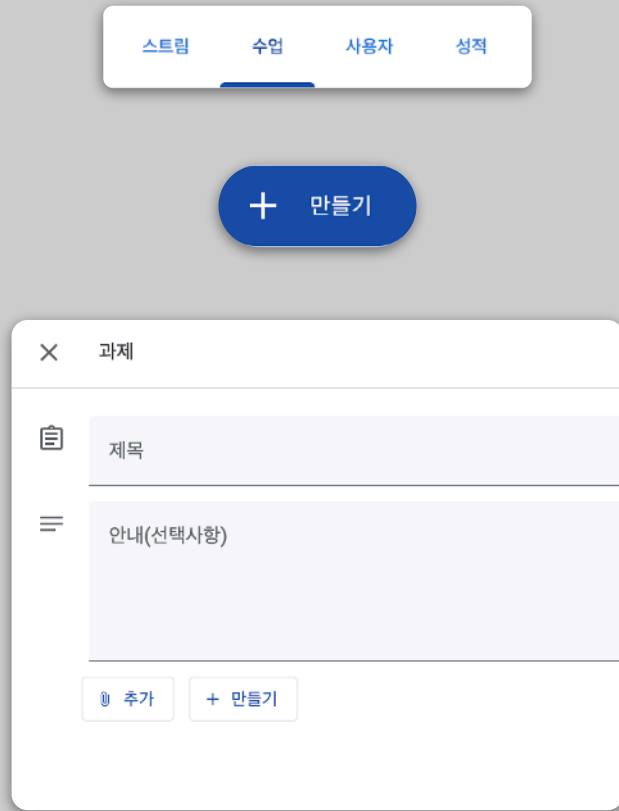 스트림 수업 사용자 성적
만들기
과제
제목
안내(선택사항)
추가 만들기